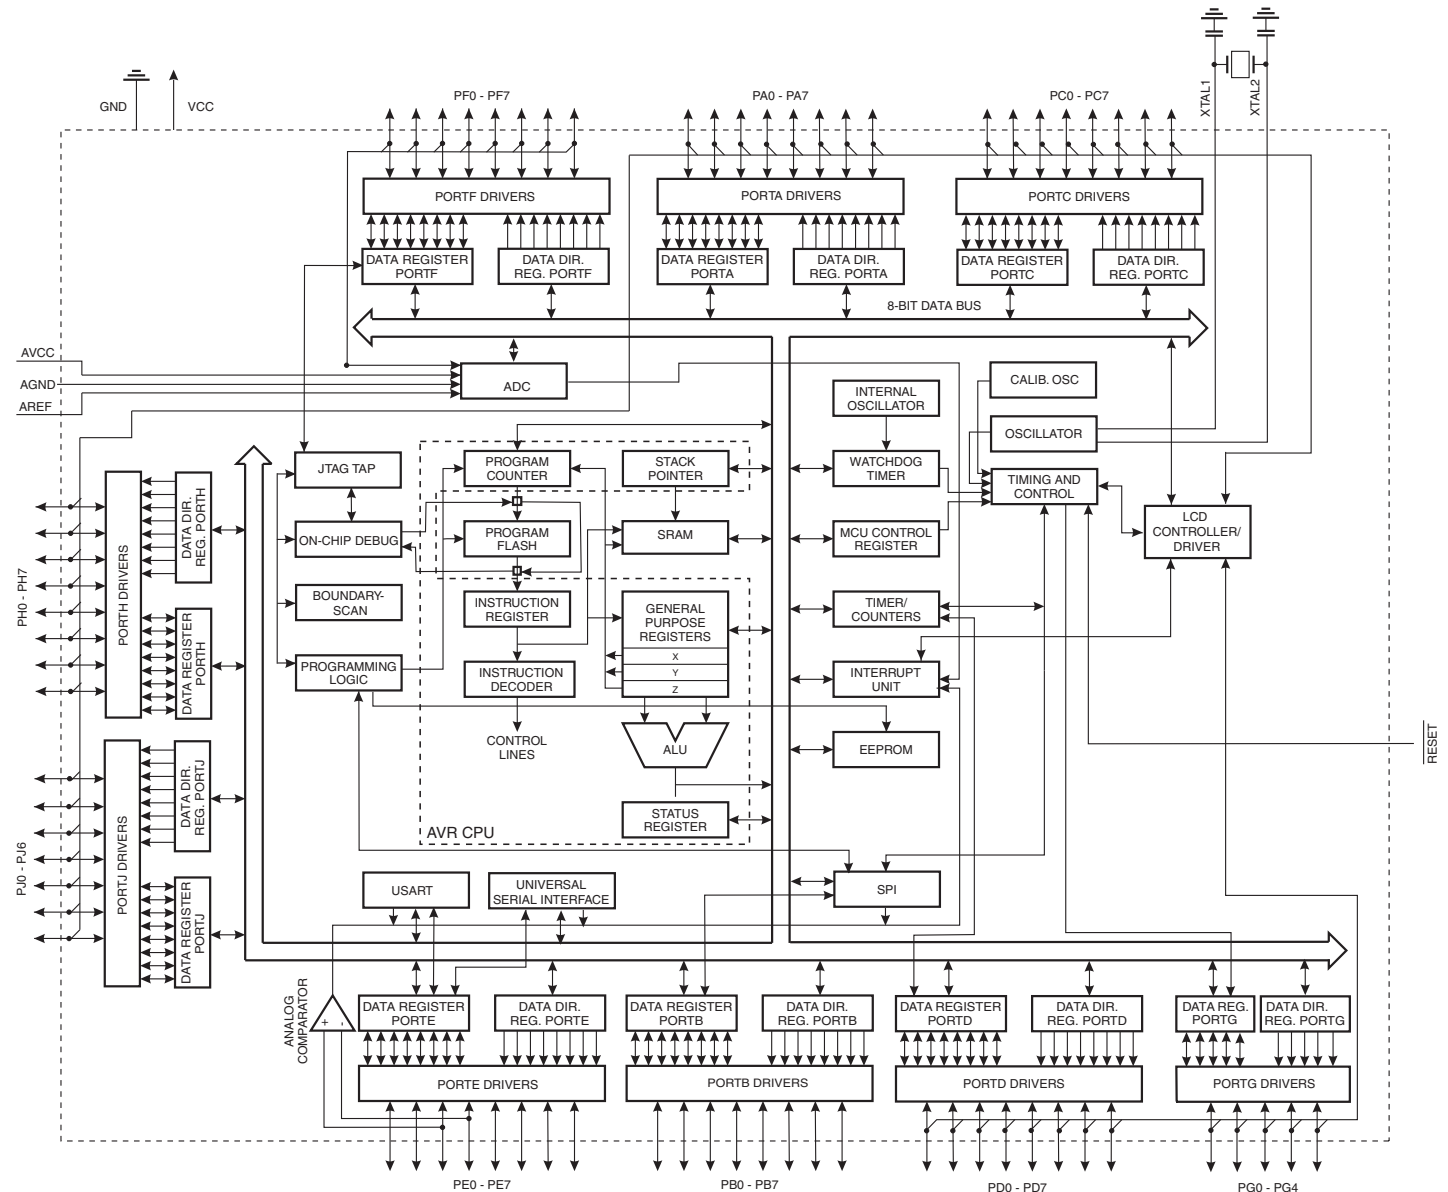 XTAL1
XTAL2
GND
VCC
PF0 - PF7
PA0 - PA7
PC0 - PC7
PORTF DRIVERS
PORTA DRIVERS
PORTC DRIVERS
DATA REGISTER
PORTF
DATA DIR.
REG. PORTF
DATA REGISTER
PORTA
DATA DIR.
REG. PORTA
DATA REGISTER
PORTC
DATA DIR.
REG. PORTC
8-BIT DATA BUS
AVCC
AGND
AREF
ADC
INTERNAL
OSCILLATOR
CALIB. OSC
OSCILLATOR
JTAG TAP
PROGRAM
COUNTER
STACK
POINTER
WATCHDOG
TIMER
TIMING AND
CONTROL
ON-CHIP DEBUG
PROGRAM
FLASH
SRAM
MCU CONTROL
REGISTER
LCD
CONTROLLER/
DRIVER
BOUNDARY-
SCAN
INSTRUCTION
REGISTER
GENERAL
PURPOSE
REGISTERS
X
Y
Z
TIMER/
COUNTERS
PROGRAMMING
LOGIC
INSTRUCTION
DECODER
INTERRUPT
UNIT
CONTROL
LINES
ALU
EEPROM
RESET
STATUS
REGISTER
AVR CPU
PH0 - PH7
PORTH DRIVERS
DATA DIR.
REG. PORTH
DATA REGISTER
PORTH
PJ0 - PJ6
PORTJ DRIVERS
DATA DIR.
REG. PORTJ
DATA REGISTER
PORTJ
USART
UNIVERSAL
SERIAL INTERFACE
SPI
ANALOG
COMPARATOR
+
-
DATA REGISTER
PORTE
DATA DIR.
REG. PORTE
DATA REGISTER
PORTB
DATA DIR.
REG. PORTB
DATA REGISTER
PORTD
DATA DIR.
REG. PORTD
DATA REG.
PORTG
DATA DIR.
REG. PORTG
PORTE DRIVERS
PORTB DRIVERS
PORTD DRIVERS
PORTG DRIVERS
PE0 - PE7
PB0 - PB7
PD0 - PD7
PG0 - PG4